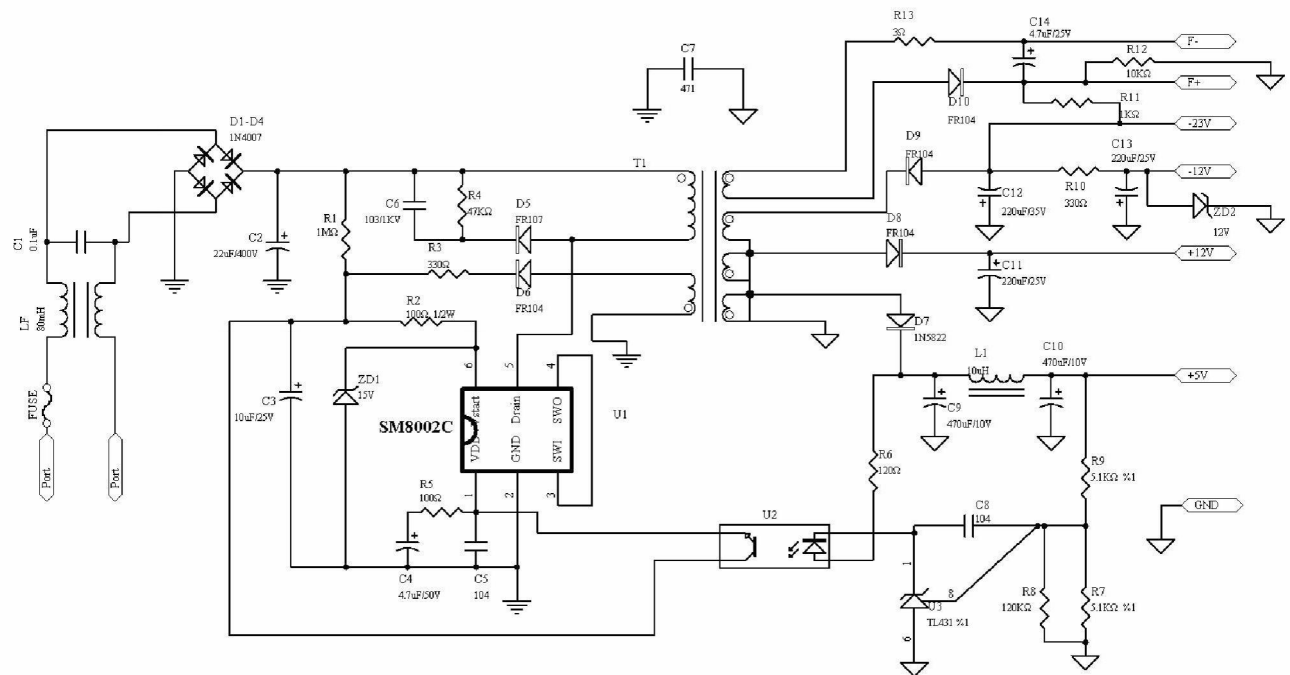 R13
3Ω
C14
4.7uF/25V
F-
R12
10KΩ
F+
C7
471
D10
FR104
R11
1KΩ
-23V
D1-D4
1N4007
T1
D9
FR104
C13
220uF/25V
-12V
R10
330Ω
C12
220uF/35V
ZD2
12V
C6
103/1KV
R4
47KΩ
D5
FR107
R1
1MΩ
C2
22uF/400V
R3
330Ω
D6
FR104
D8
FR104
+12V
C11
220uF/25V
C1
0.1uF
LF
30mH
R2
100Ω 1/2W
D7
1N5822
L1
10uH
C10
470uF/10V
+5V
C9
470uF/10V
FUSE
Port
Port
C3
10uF/25V
ZD1
15V
6
5
4
Vstart
Drain
SWO
SM8002C
VDD
GND
SWI
1
2
3
U1
R5
100Ω
C4
4.7uF/50V
C5
104
R6
120Ω
R9
5.1KΩ %1
U2
C8
104
GND
1
8
U3
TL431 %1
6
R8
120KΩ
R7
5.1KΩ %1